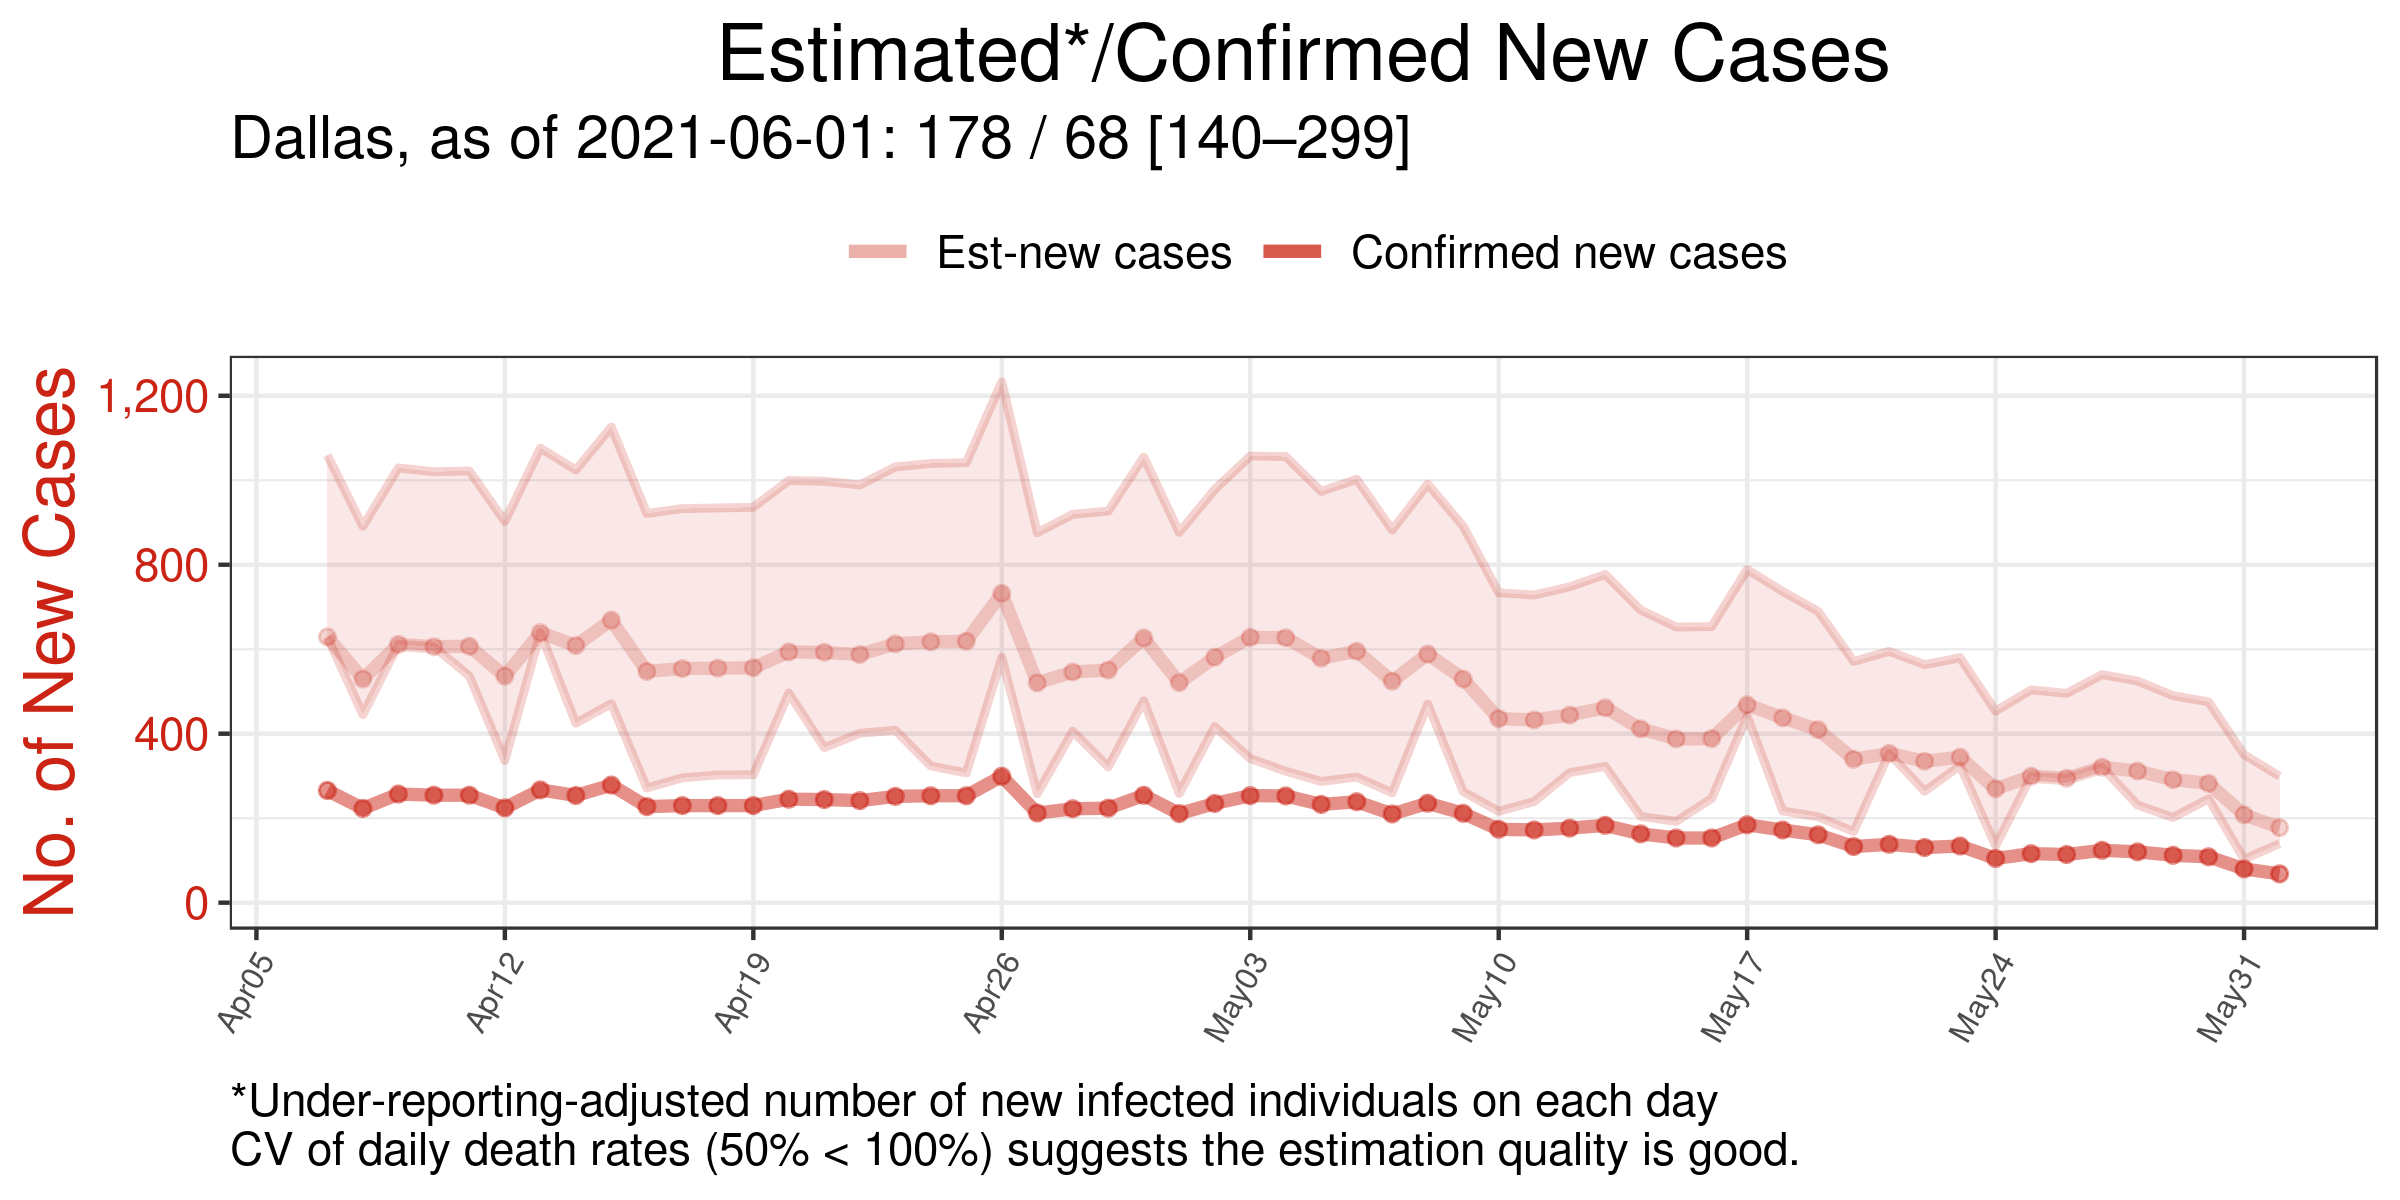 Estimated*/Confirmed New Cases
Dallas, as of 2021-06-01: 178 / 68 [140–299]
Est-new cases
Confirmed new cases
No. of New Cases
1,200
800
400
0
Apr05
Apr12
Apr19
Apr26
May03
May10
May17
May24
May31
*Under-reporting-adjusted number of new infected individuals on each day
CV of daily death rates (50% < 100%) suggests the estimation quality is good.